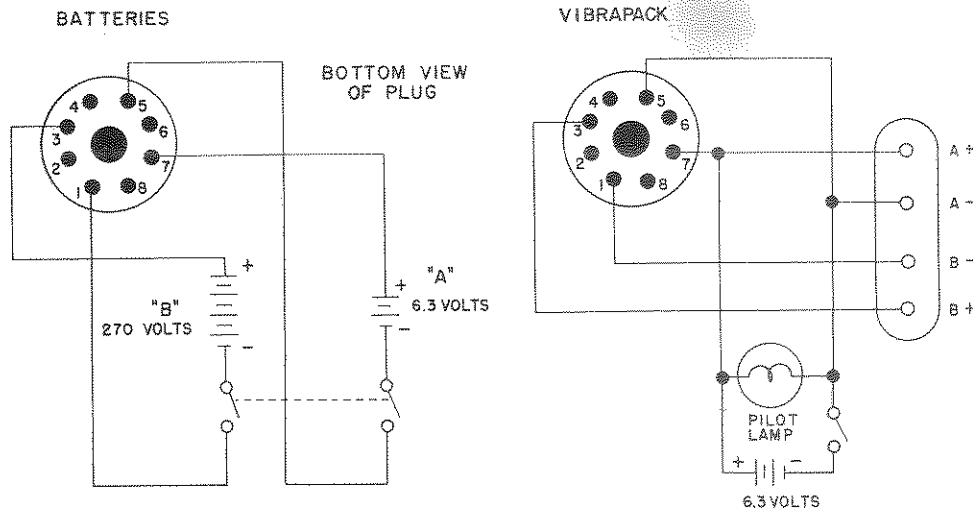 BATTERIES
BOTTOM VIEW
OF PLUG
4
5
3
6
2
7
1
8
+
"B"
270 VOLTS
-
"A"
+
6.3 VOLTS
-
VIBRAPACK
4
5
3
6
2
7
1
8
A +
A -
B -
B +
PILOT
LAMP
+
-
6.3 VOLTS